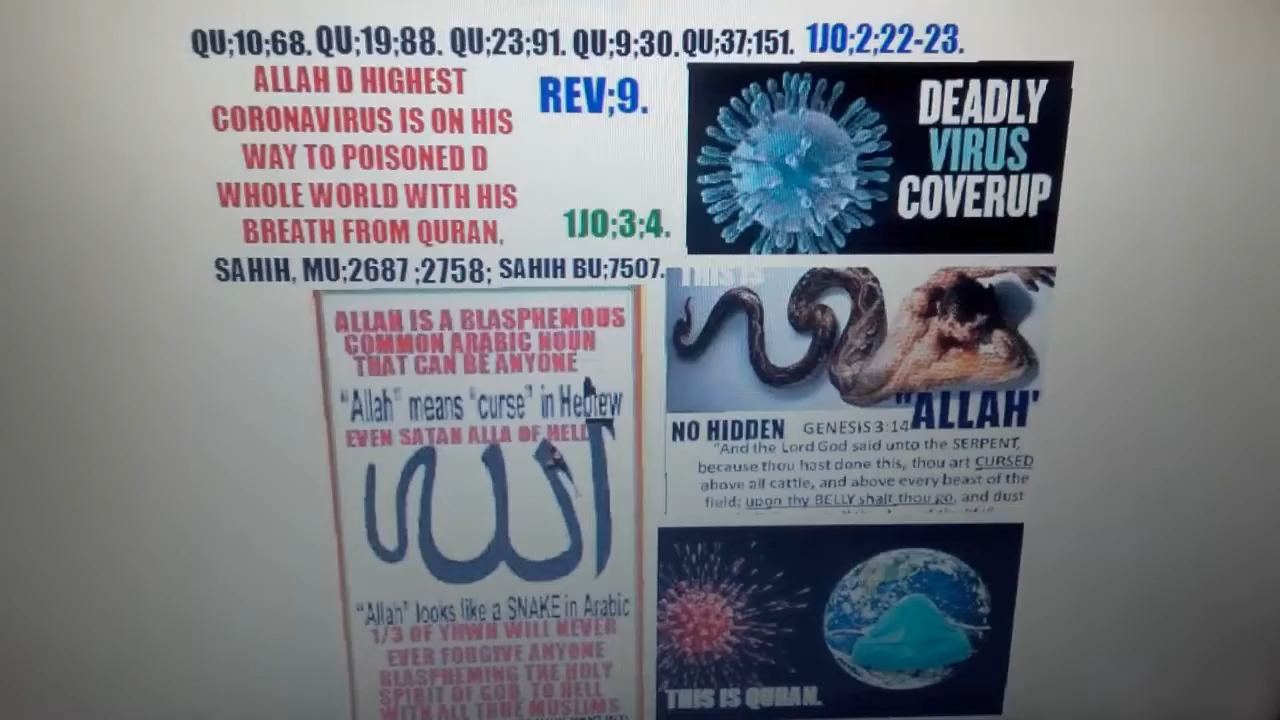 QU;10;68. QU;19;88. QU;23;91. QU;9;30. QU;37;151. 1JO;2;22-23.
ALLAH D HIGHEST
CORONAVIRUS IS ON HIS
WAY TO POISONED D
WHOLE WORLD WITH HIS
BREATH FROM QURAN,
REV;9.
1JO;3;4.
SAHIH, MU;2687 ;2758; SAHIH BU;7507.
DEADLY
VIRUS
COVERUP
ALLAH IS A BLASPHEMOUS
COMMON ARABIC NOUN
THAT CAN BE ANYONE
"Allah" means "curse" in Hebrew
EVEN SATAN ALLA OF HELL
الله
"Allah" looks like a SNAKE in Arabic
1/3 OF YHWH WILL NEVER
EVER FORGIVE ANYONE
BLASPHEMING THE HOLY
SPIRIT OF GOD, TO HELL
WITH ALL TRUE MUSLIMS
THIS IS
"ALLAH"
NO HIDDEN GENESIS 3:14
"And the Lord God said unto the SERPENT,
because thou hast done this, thou art CURSED
above all cattle, and above every beast of the
field; upon thy BELLY shalt thou go, and dust
THIS IS QURAN.